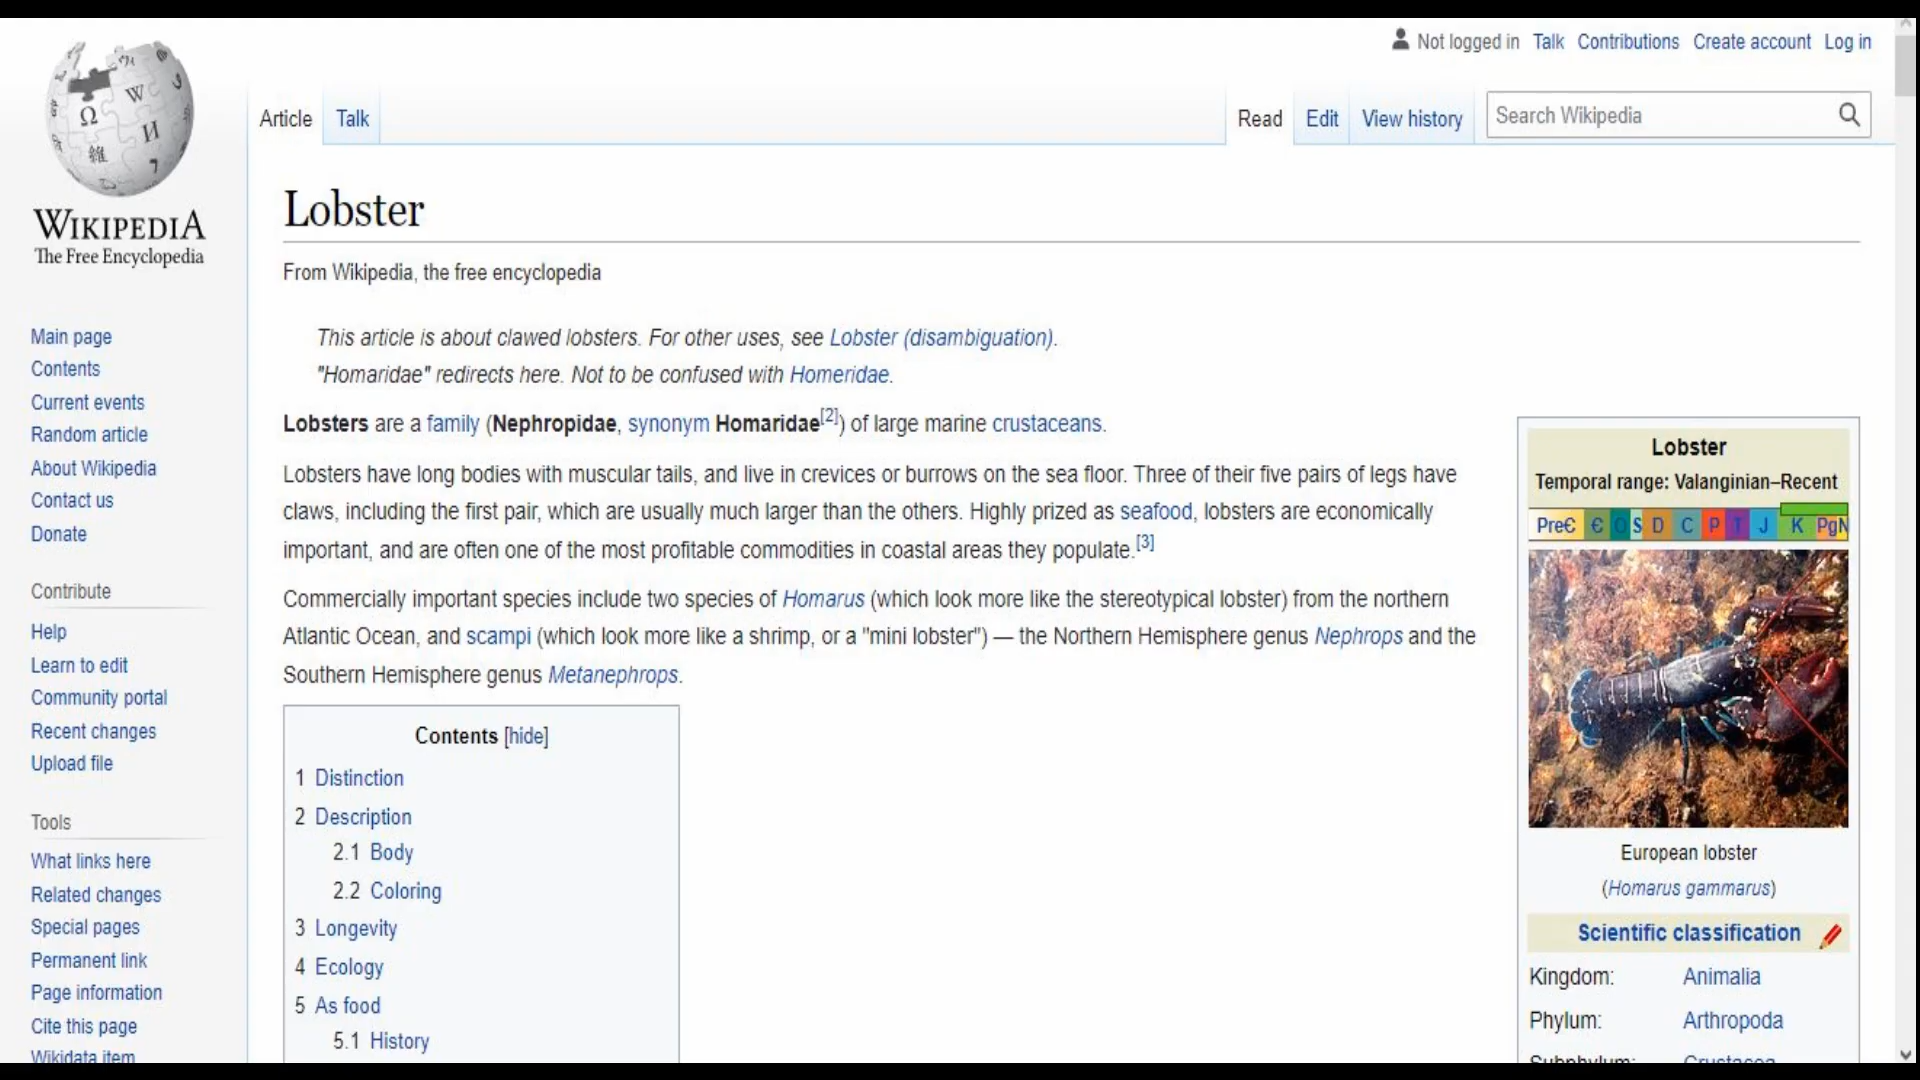 Not logged in Talk Contributions Create account Log in
Article Talk Read Edit View history Search Wikipedia
Ω W И 維 7
WIKIPEDIA
The Free Encyclopedia
Main page
Contents
Current events
Random article
About Wikipedia
Contact us
Donate
Contribute
Help
Learn to edit
Community portal
Recent changes
Upload file
Tools
What links here
Related changes
Special pages
Permanent link
Page information
Cite this page
Wikidata item
Lobster
From Wikipedia, the free encyclopedia
This article is about clawed lobsters. For other uses, see Lobster (disambiguation).
"Homaridae" redirects here. Not to be confused with Homeridae.
Lobsters are a family (Nephropidae, synonym Homaridae[2]) of large marine crustaceans.
Lobsters have long bodies with muscular tails, and live in crevices or burrows on the sea floor. Three of their five pairs of legs have
claws, including the first pair, which are usually much larger than the others. Highly prized as seafood, lobsters are economically
important, and are often one of the most profitable commodities in coastal areas they populate.[3]
Commercially important species include two species of Homarus (which look more like the stereotypical lobster) from the northern
Atlantic Ocean, and scampi (which look more like a shrimp, or a "mini lobster") — the Northern Hemisphere genus Nephrops and the
Southern Hemisphere genus Metanephrops.
Contents [hide]
1 Distinction
2 Description
2.1 Body
2.2 Coloring
3 Longevity
4 Ecology
5 As food
5.1 History
Lobster
Temporal range: Valanginian–Recent
PreЄ Є O S D C P T J K Pg N
European lobster
(Homarus gammarus)
Scientific classification
Kingdom: Animalia
Phylum: Arthropoda
Subphylum: Crustacea